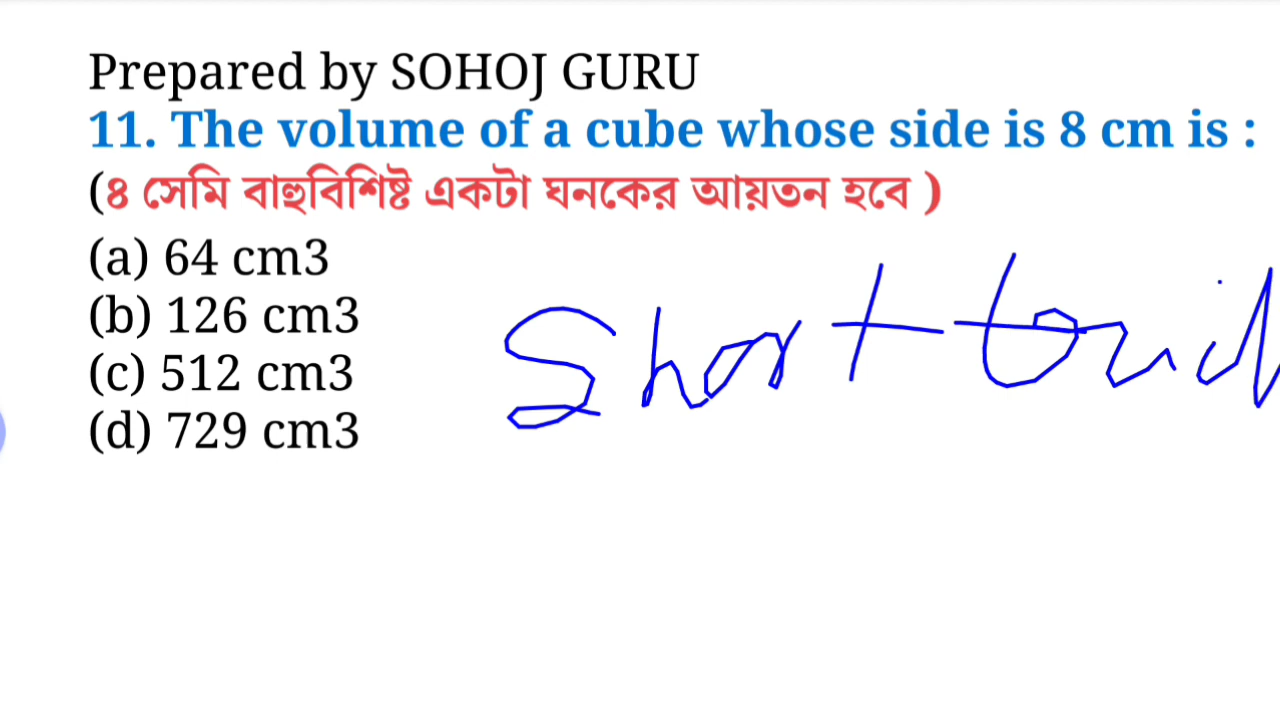 Prepared by SOHOJ GURU
11. The volume of a cube whose side is 8 cm is :
(৪ সেমি বাহুবিশিষ্ট একটা ঘনকের আয়তন হবে )
(a) 64 cm3
(b) 126 cm3
(c) 512 cm3
(d) 729 cm3
Short